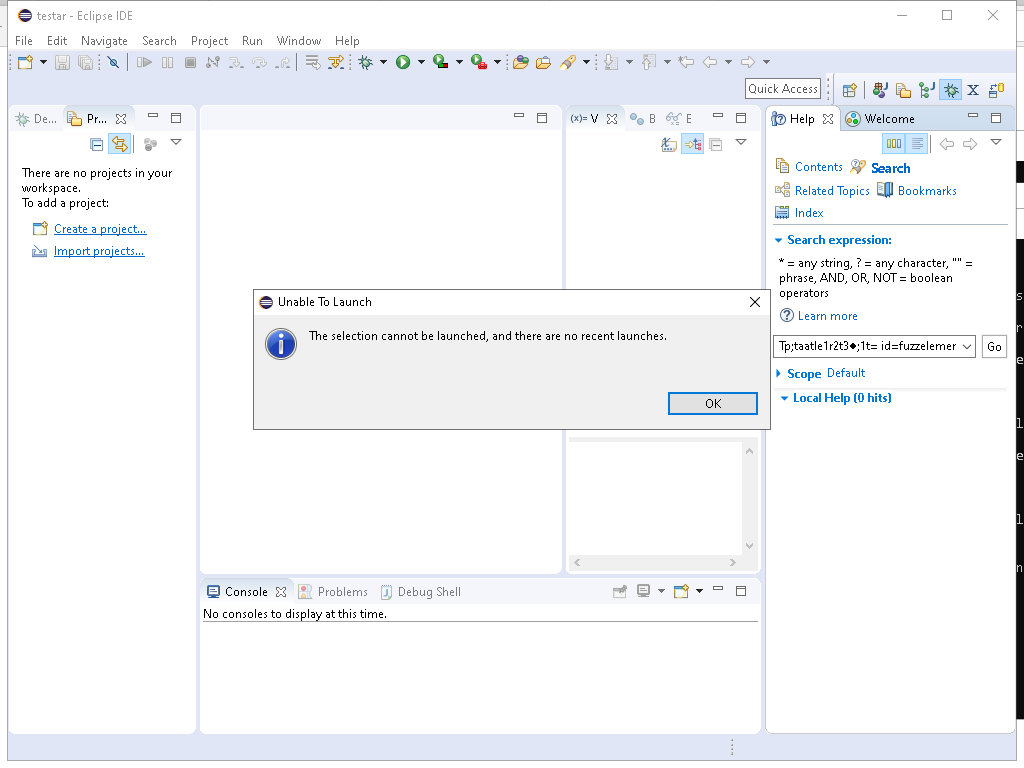 testar - Eclipse IDE
File Edit Navigate Search Project Run Window Help
Quick Access
De... Pr...
(x)= V B E
Help Welcome
There are no projects in your
workspace.
To add a project:
Create a project...
Import projects...
Contents Search
Related Topics Bookmarks
Index
Search expression:
* = any string, ? = any character, "" =
phrase, AND, OR, NOT = boolean
operators
Learn more
Tp;taatle1r2t3◆;1t= id=fuzzelemer Go
Scope Default
Local Help (0 hits)
Unable To Launch
The selection cannot be launched, and there are no recent launches.
OK
Console Problems Debug Shell
No consoles to display at this time.